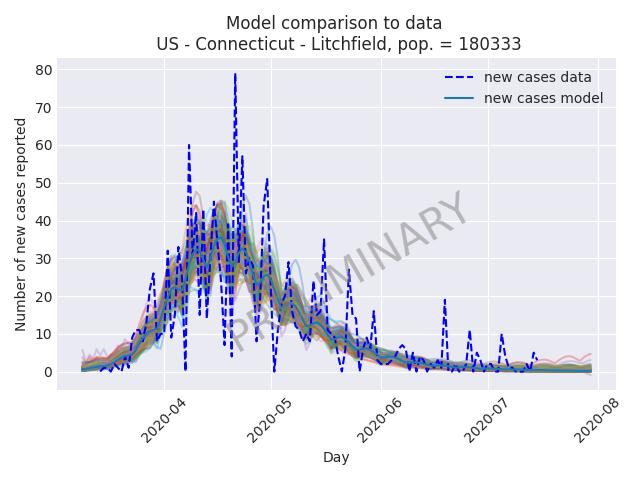 Model comparison to data
US - Connecticut - Litchfield, pop. = 180333
new cases data
new cases model
Number of new cases reported
80
70
60
50
40
30
20
10
0
PRELIMINARY
2020-04
2020-05
2020-06
2020-07
2020-08
Day